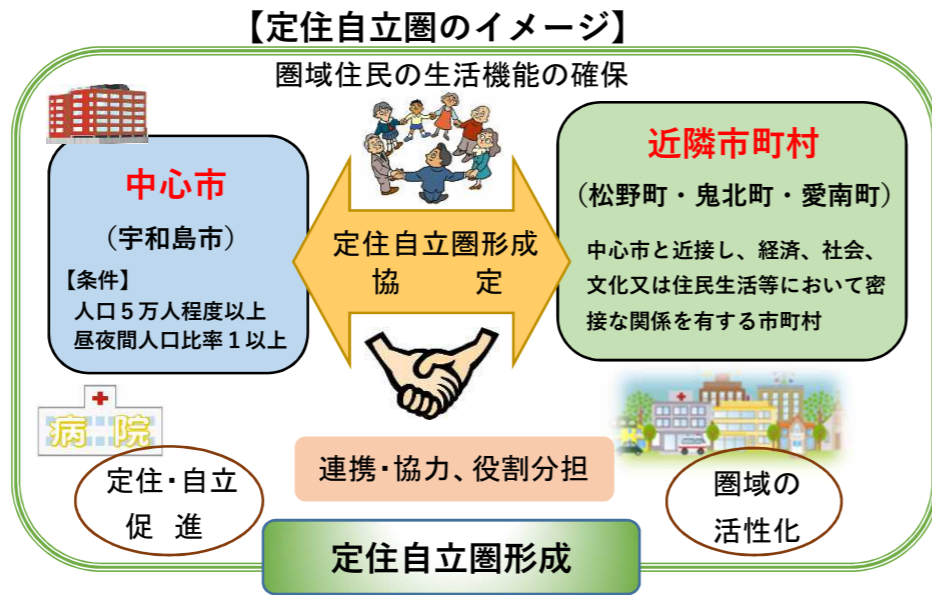 【定住自立圏のイメージ】
圏域住民の生活機能の確保
中心市
（宇和島市）
【条件】
人口５万人程度以上
昼夜間人口比率１以上
定住自立圏形成
協　　定
近隣市町村
（松野町・鬼北町・愛南町）
中心市と近接し、経済、社会、
文化又は住民生活等において密
接な関係を有する市町村
病院
定住・自立
促　進
連携・協力、役割分担
圏域の
活性化
定住自立圏形成